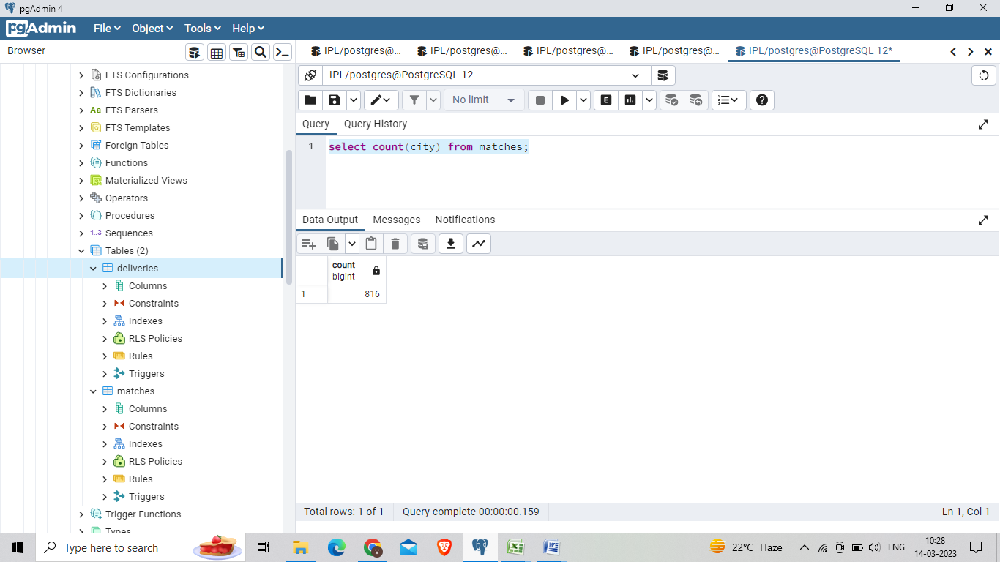 pgAdmin 4
pgAdmin File Object Tools Help
Browser
IPL/postgres@... IPL/postgres@... IPL/postgres@... IPL/postgres@... IPL/postgres@PostgreSQL 12*
IPL/postgres@PostgreSQL 12
No limit
E
Query Query History
1 select count(city) from matches;
FTS Configurations
FTS Dictionaries
Aa FTS Parsers
FTS Templates
Foreign Tables
Functions
Materialized Views
Operators
Procedures
1..3 Sequences
Tables (2)
deliveries
Columns
Constraints
Indexes
RLS Policies
Rules
Triggers
matches
Columns
Constraints
Indexes
RLS Policies
Rules
Triggers
Trigger Functions
Types
Data Output Messages Notifications
count
bigint
1 816
Total rows: 1 of 1 Query complete 00:00:00.159 Ln 1, Col 1
Type here to search
22°C Haze
ENG
10:28
14-03-2023